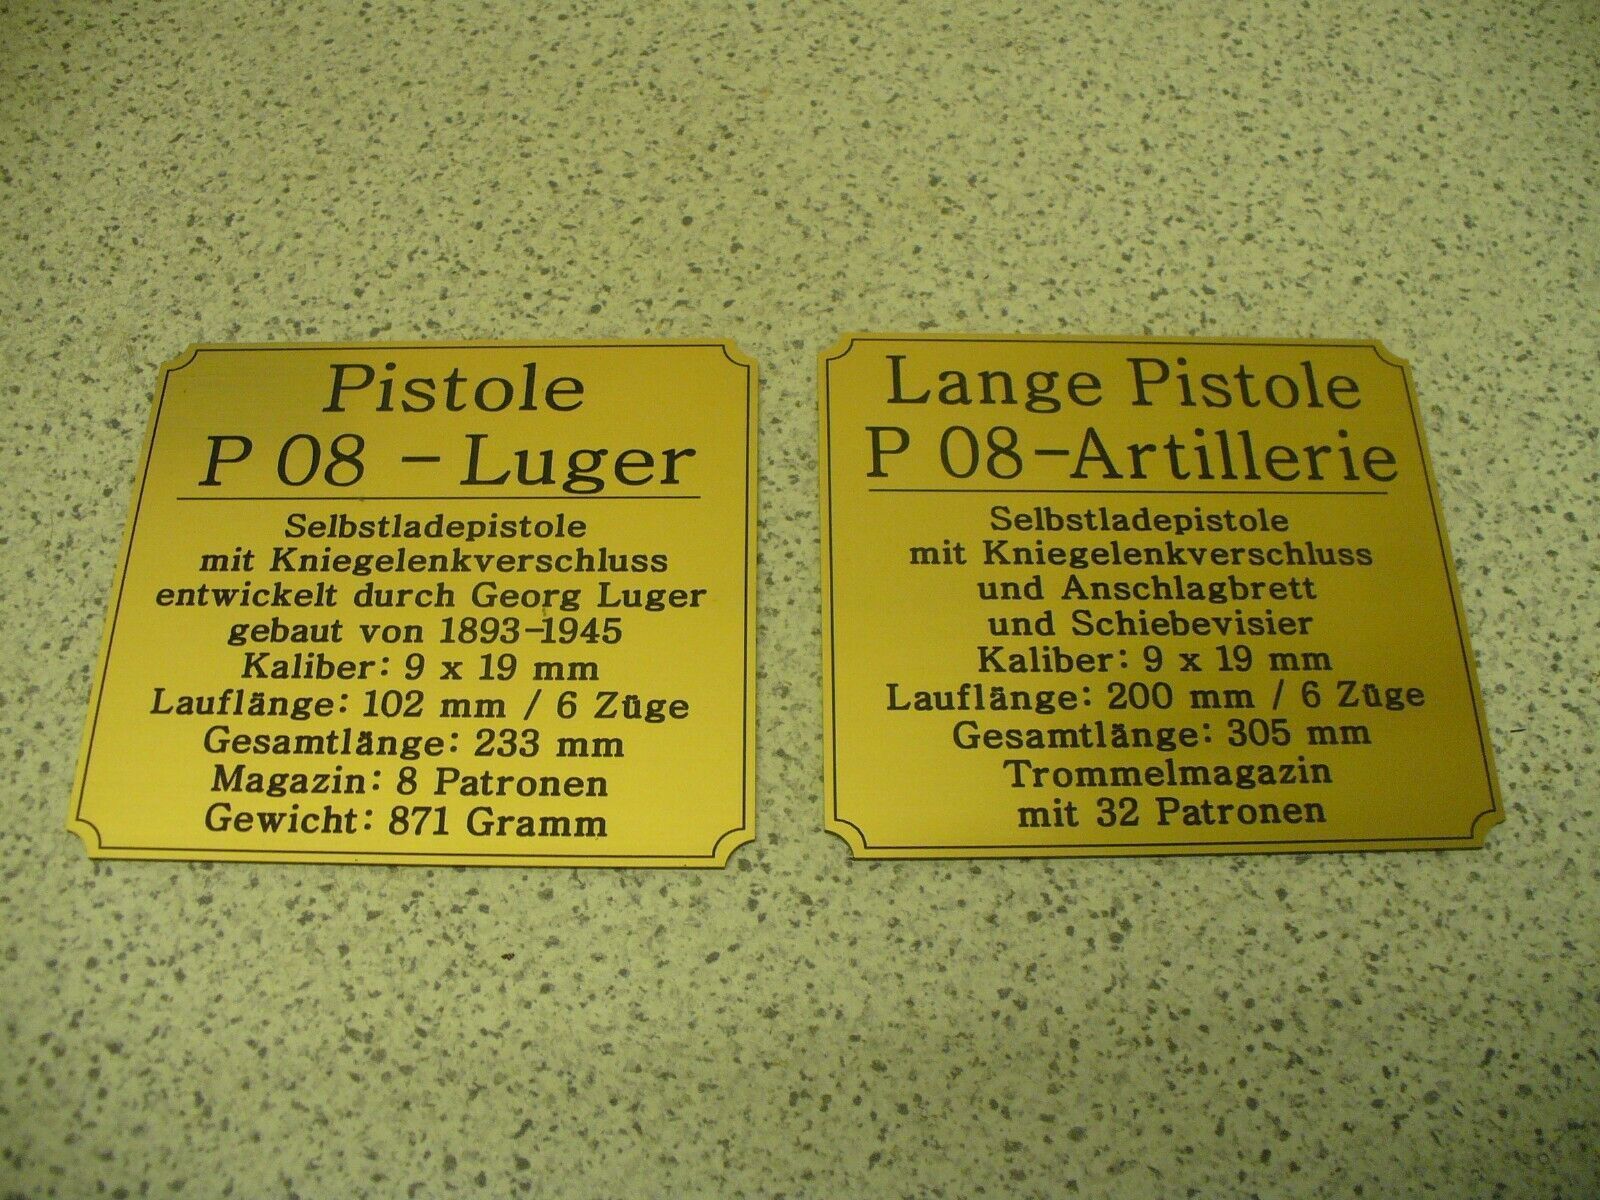 Pistole
P 08 - Luger
Selbstladepistole
mit Kniegelenkverschluss
entwickelt durch Georg Luger
gebaut von 1893-1945
Kaliber: 9 x 19 mm
Lauflänge: 102 mm / 6 Züge
Gesamtlänge: 233 mm
Magazin: 8 Patronen
Gewicht: 871 Gramm
Lange Pistole
P 08-Artillerie
Selbstladepistole
mit Kniegelenkverschluss
und Anschlagbrett
und Schiebevisier
Kaliber: 9 x 19 mm
Lauflänge: 200 mm / 6 Züge
Gesamtlänge: 305 mm
Trommelmagazin
mit 32 Patronen